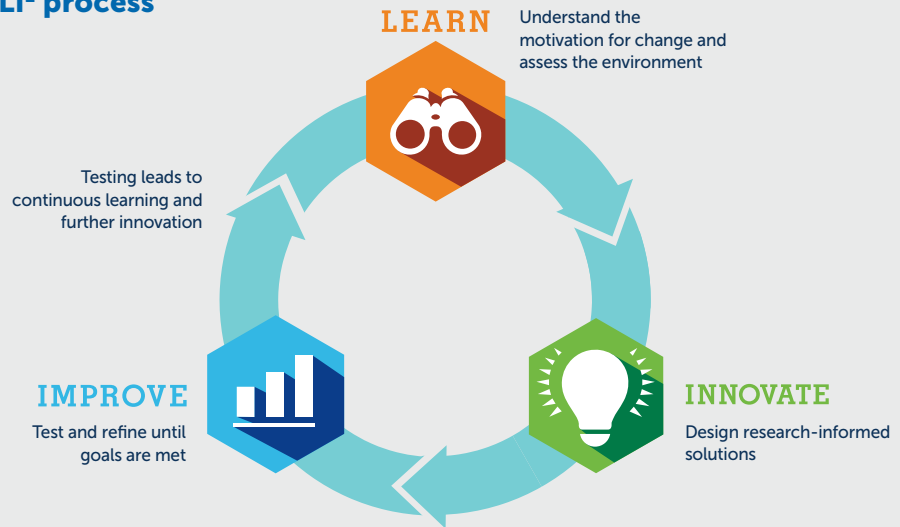 LI² process
LEARN
Understand the
motivation for change and
assess the environment
Testing leads to
continuous learning and
further innovation
IMPROVE
Test and refine until
goals are met
INNOVATE
Design research-informed
solutions